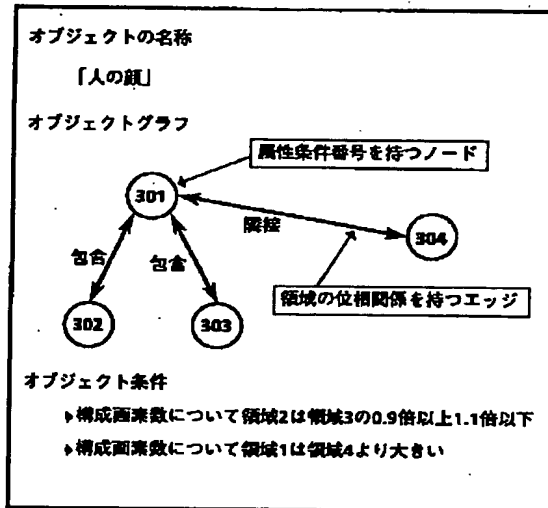 オブジェクトの名称
「人の顔」
オブジェクトグラフ
属性条件番号を持つノード
301
隣接
304
包含
包含
領域の位相関係を持つエッジ
302
303
オブジェクト条件
▸構成画素数について領域2は領域3の0.9倍以上1.1倍以下
▸構成画素数について領域1は領域4より大きい